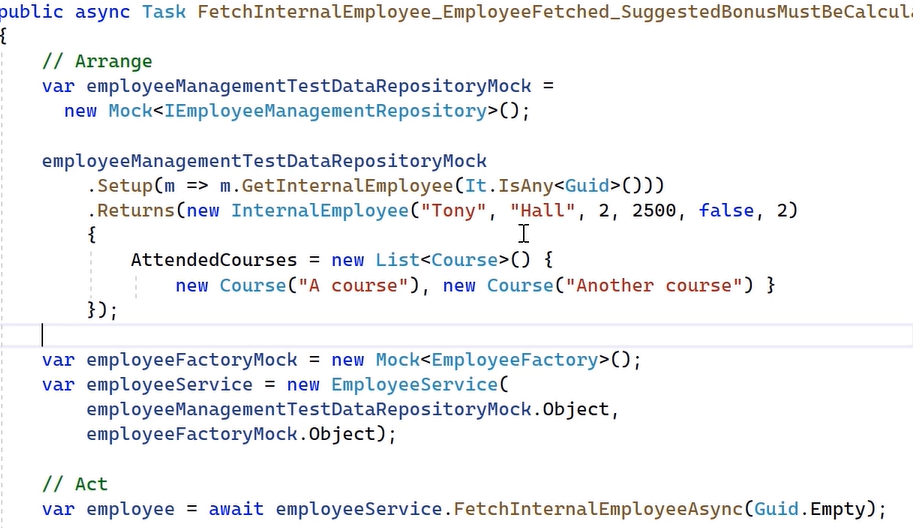 public async Task FetchInternalEmployee_EmployeeFetched_SuggestedBonusMustBeCalcula
{
    // Arrange
    var employeeManagementTestDataRepositoryMock =
      new Mock<IEmployeeManagementRepository>();

    employeeManagementTestDataRepositoryMock
        .Setup(m => m.GetInternalEmployee(It.IsAny<Guid>()))
        .Returns(new InternalEmployee("Tony", "Hall", 2, 2500, false, 2)
        {
            AttendedCourses = new List<Course>() {
                new Course("A course"), new Course("Another course") }
        });

    var employeeFactoryMock = new Mock<EmployeeFactory>();
    var employeeService = new EmployeeService(
        employeeManagementTestDataRepositoryMock.Object,
        employeeFactoryMock.Object);

    // Act
    var employee = await employeeService.FetchInternalEmployeeAsync(Guid.Empty);